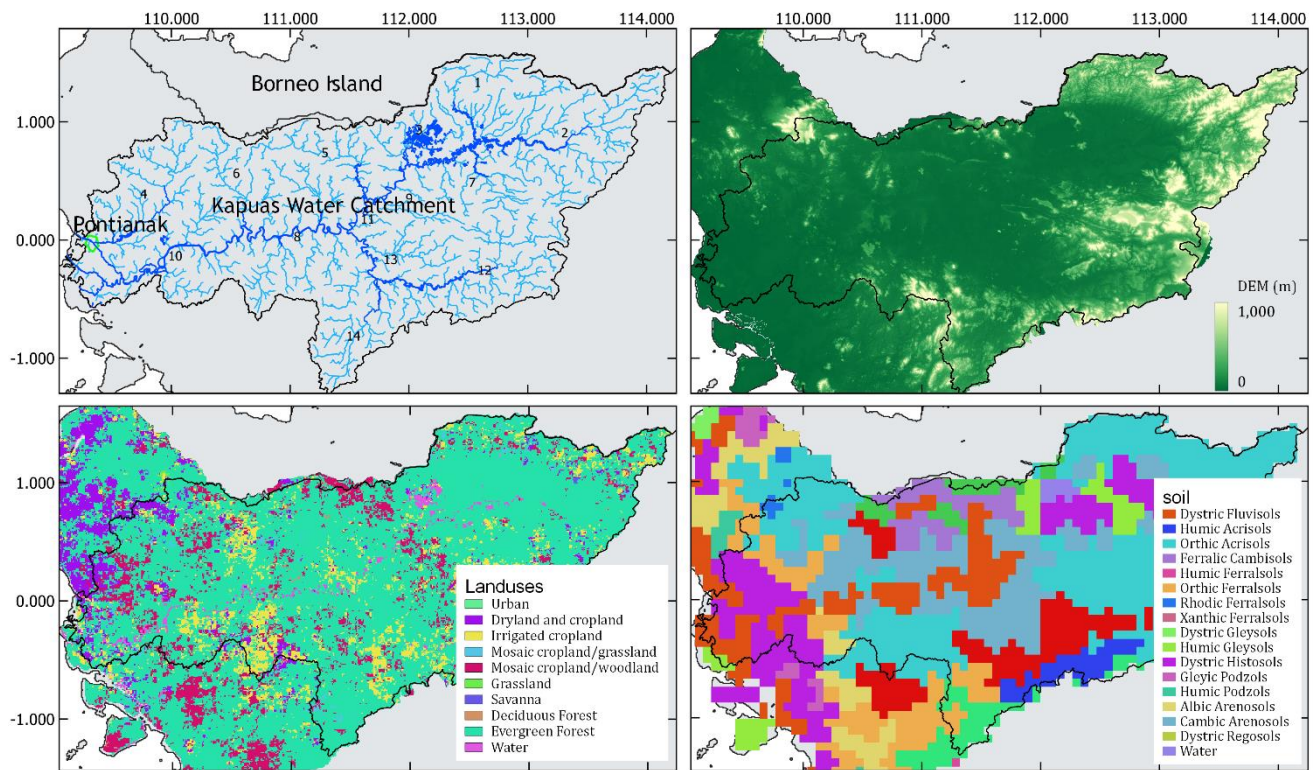 110.000 111.000 112.000 113.000 114.000
110.000 111.000 112.000 113.000 114.000
Borneo Island
1
1.000
2
3
5
6
7
4
9
Kapuas Water Catchment
11
Pontianak
0.000
8
10
13
12
-1.000
14
DEM (m)
1,000
0
1.000
0.000
-1.000
Landuses
Urban
Dryland and cropland
Irrigated cropland
Mosaic cropland/grassland
Mosaic cropland/woodland
Grassland
Savanna
Deciduous Forest
Evergreen Forest
Water
soil
Dystric Fluvisols
Humic Acrisols
Orthic Acrisols
Ferralic Cambisols
Humic Ferralsols
Orthic Ferralsols
Rhodic Ferralsols
Xanthic Ferralsols
Dystric Gleysols
Humic Gleysols
Dystric Histosols
Gleyic Podzols
Humic Podzols
Albic Arenosols
Cambic Arenosols
Dystric Regosols
Water